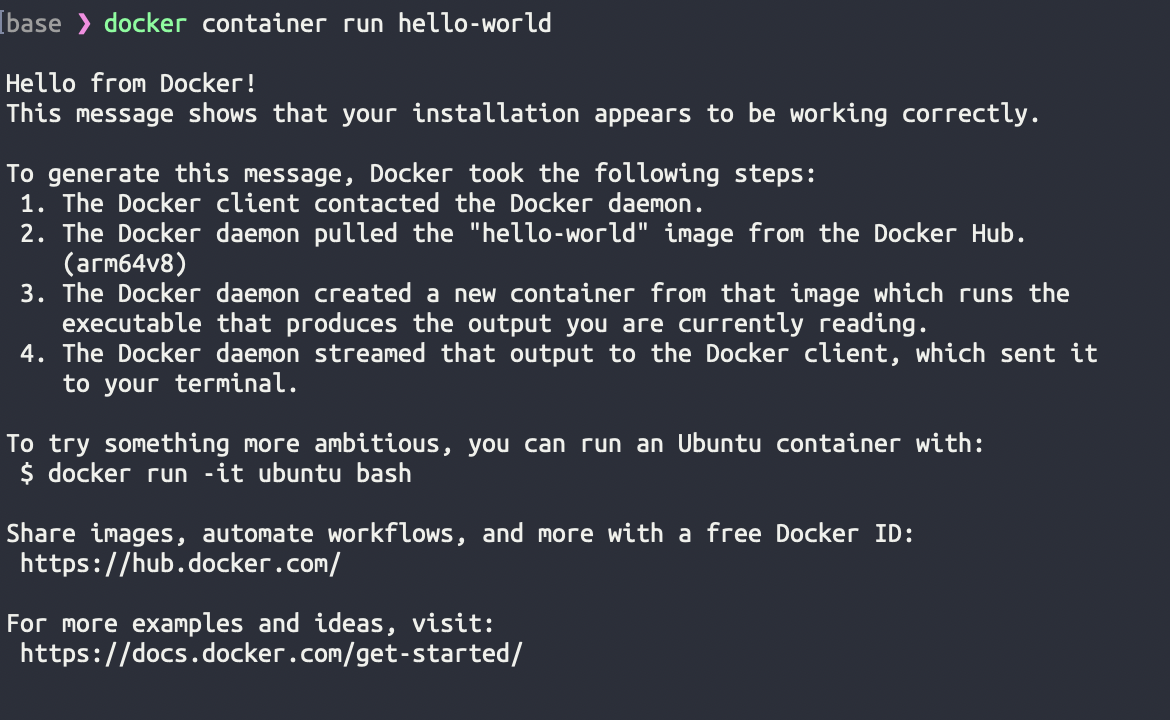 [base ❯ docker container run hello-world
Hello from Docker!
This message shows that your installation appears to be working correctly.
To generate this message, Docker took the following steps:
1. The Docker client contacted the Docker daemon.
2. The Docker daemon pulled the "hello-world" image from the Docker Hub.
(arm64v8)
3. The Docker daemon created a new container from that image which runs the
executable that produces the output you are currently reading.
4. The Docker daemon streamed that output to the Docker client, which sent it
to your terminal.
To try something more ambitious, you can run an Ubuntu container with:
$ docker run -it ubuntu bash
Share images, automate workflows, and more with a free Docker ID:
https://hub.docker.com/
For more examples and ideas, visit:
https://docs.docker.com/get-started/